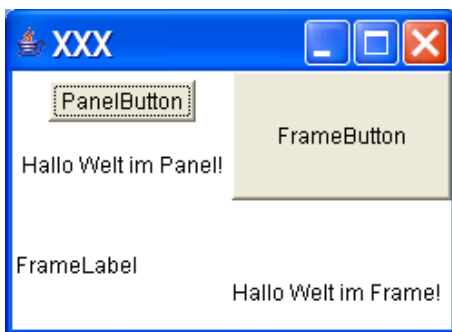 XXX
PanelButton
FrameButton
Hallo Welt im Panel!
FrameLabel
Hallo Welt im Frame!